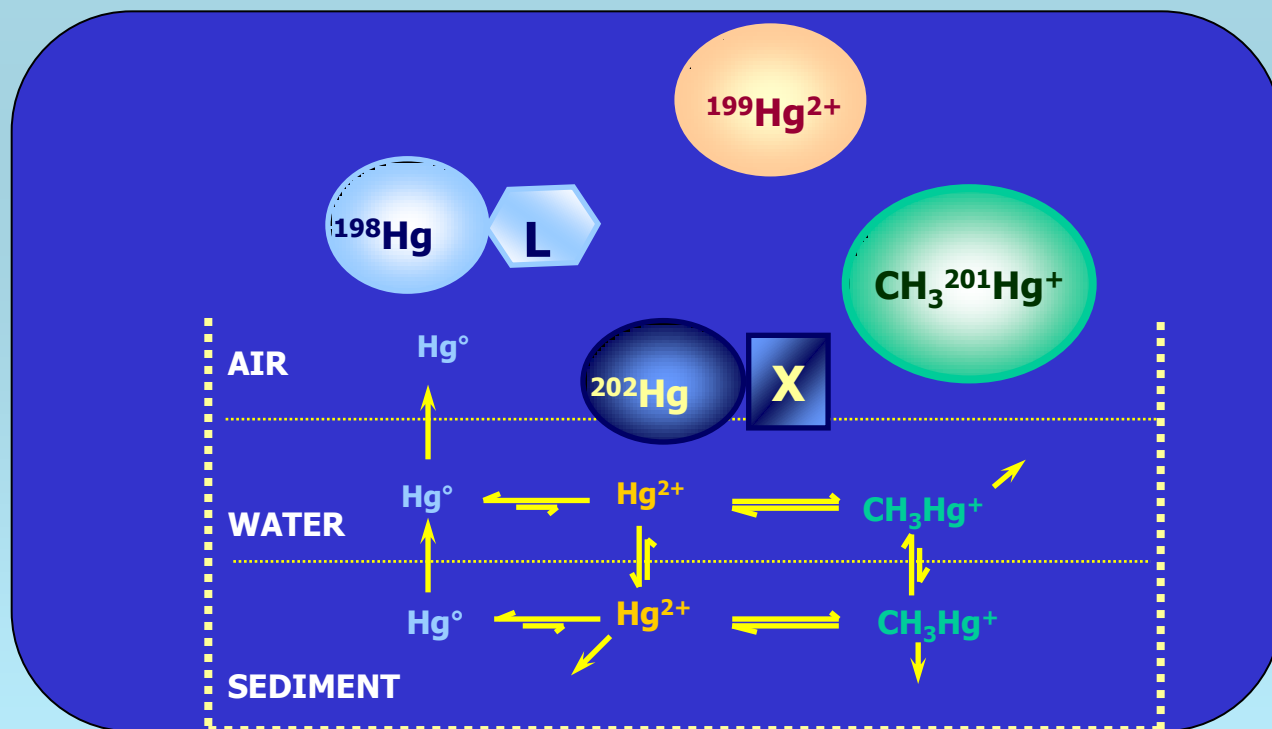 ¹⁹⁹Hg²⁺
¹⁹⁸Hg
L
CH₃²⁰¹Hg⁺
AIR
Hg°
²⁰²Hg
X
Hg° Hg²⁺ CH₃Hg⁺
WATER
Hg° Hg²⁺ CH₃Hg⁺
SEDIMENT